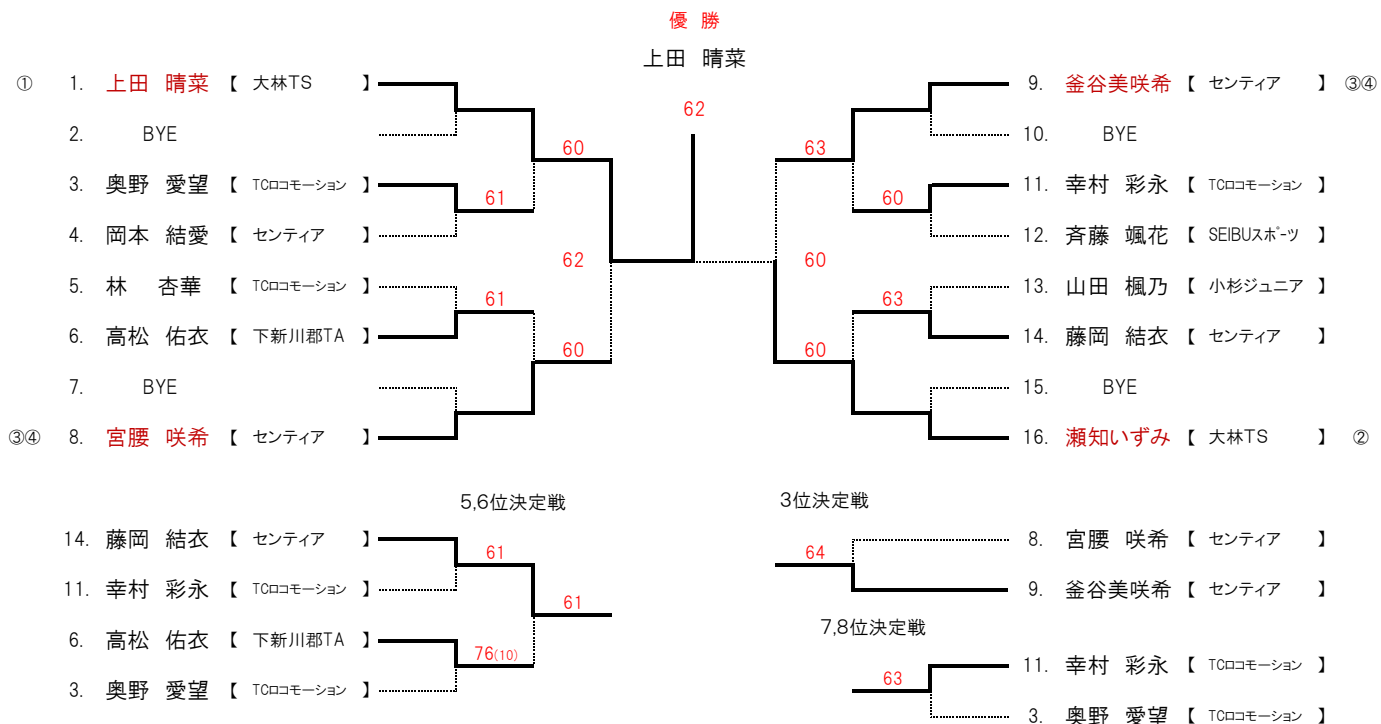 優 勝
上田 晴菜
① 1. 上田 晴菜 【 大林TS 】
2. BYE
3. 奥野 愛望 【 TCロコモーション 】
4. 岡本 結愛 【 センティア 】
5. 林 杏華 【 TCロコモーション 】
6. 高松 佑衣 【 下新川郡TA 】
7. BYE
③④ 8. 宮腰 咲希 【 センティア 】
60
61
62
61
60
62
9. 釜谷美咲希 【 センティア 】 ③④
10. BYE
11. 幸村 彩永 【 TCロコモーション 】
12. 斉藤 颯花 【 SEIBUスポーツ 】
13. 山田 楓乃 【 小杉ジュニア 】
14. 藤岡 結衣 【 センティア 】
15. BYE
16. 瀬知いずみ 【 大林TS 】 ②
63
60
60
63
60
5,6位決定戦
14. 藤岡 結衣 【 センティア 】
11. 幸村 彩永 【 TCロコモーション 】
6. 高松 佑衣 【 下新川郡TA 】
3. 奥野 愛望 【 TCロコモーション 】
61
61
76(10)
3位決定戦
8. 宮腰 咲希 【 センティア 】
9. 釜谷美咲希 【 センティア 】
64
7,8位決定戦
11. 幸村 彩永 【 TCロコモーション 】
3. 奥野 愛望 【 TCロコモーション 】
63